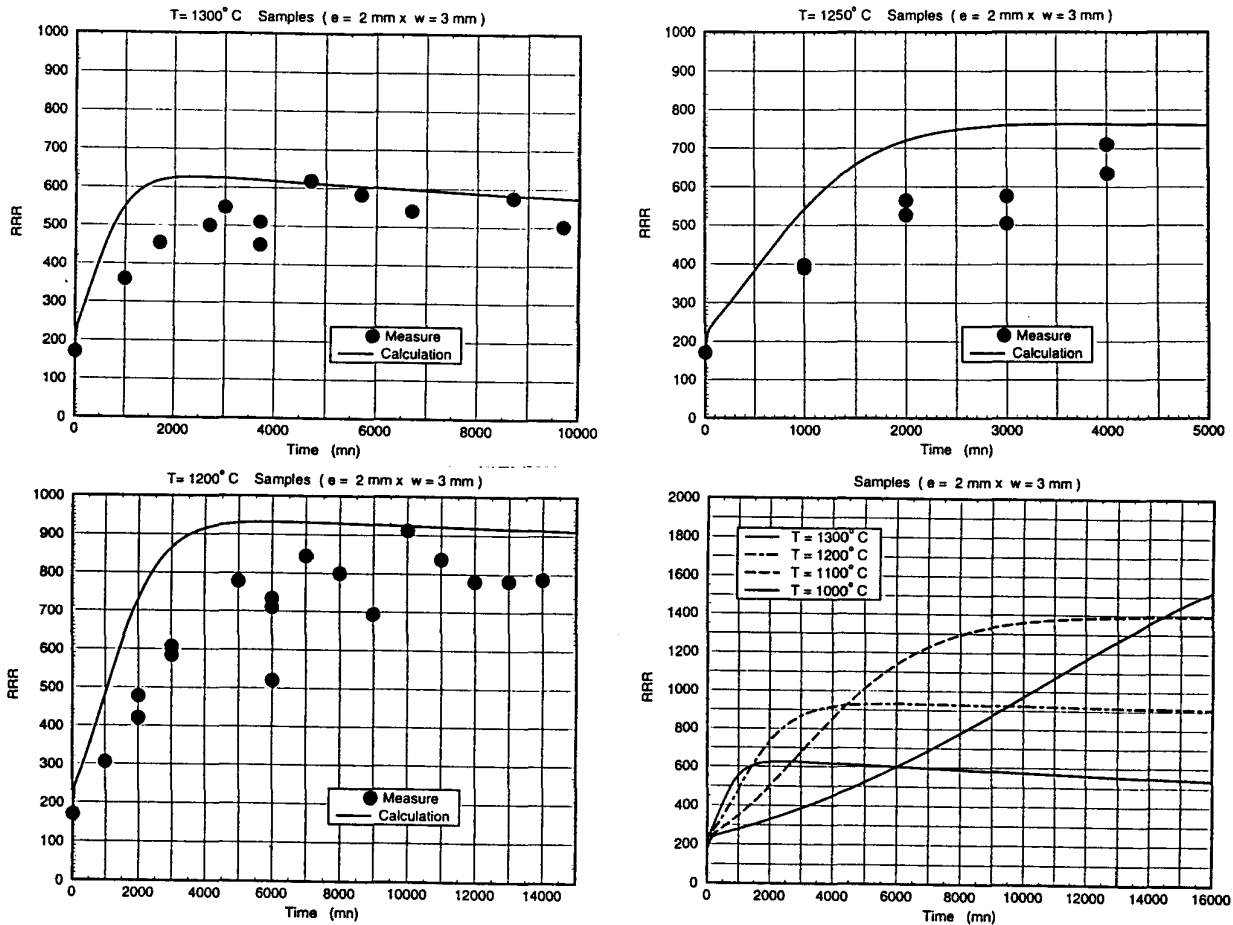 T= 1300° C Samples ( e = 2 mm x w = 3 mm )
1000
900
800
700
600
500
400
300
200
100
0
RRR
Measure
Calculation
0 2000 4000 6000 8000 10000
Time (mn)
T= 1250° C Samples ( e = 2 mm x w = 3 mm )
1000
900
800
700
600
500
400
300
200
100
0
RRR
Measure
Calculation
0 1000 2000 3000 4000 5000
Time (mn)
T= 1200° C Samples ( e = 2 mm x w = 3 mm )
1000
900
800
700
600
500
400
300
200
100
0
RRR
Measure
Calculation
0 2000 4000 6000 8000 10000 12000 14000
Time (mn)
Samples ( e = 2 mm x w = 3 mm )
2000
1800
1600
1400
1200
1000
800
600
400
200
0
RRR
T = 1300° C
T = 1200° C
T = 1100° C
T = 1000° C
0 2000 4000 6000 8000 10000 12000 14000 16000
Time (mn)